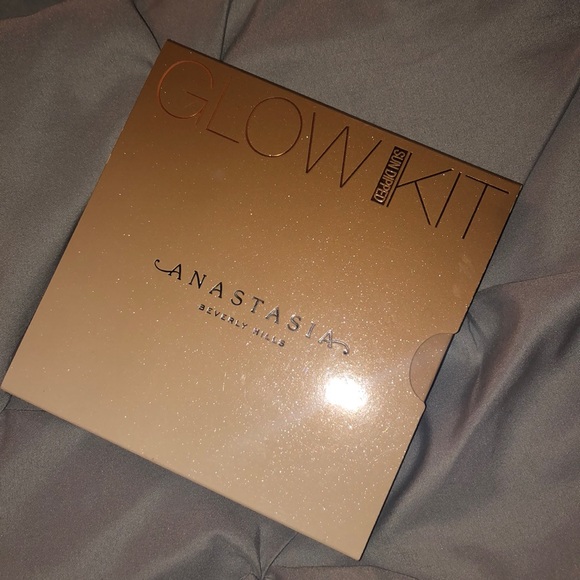 GLOW KIT
SUN DIPPED
ANASTASIA
BEVERLY HILLS